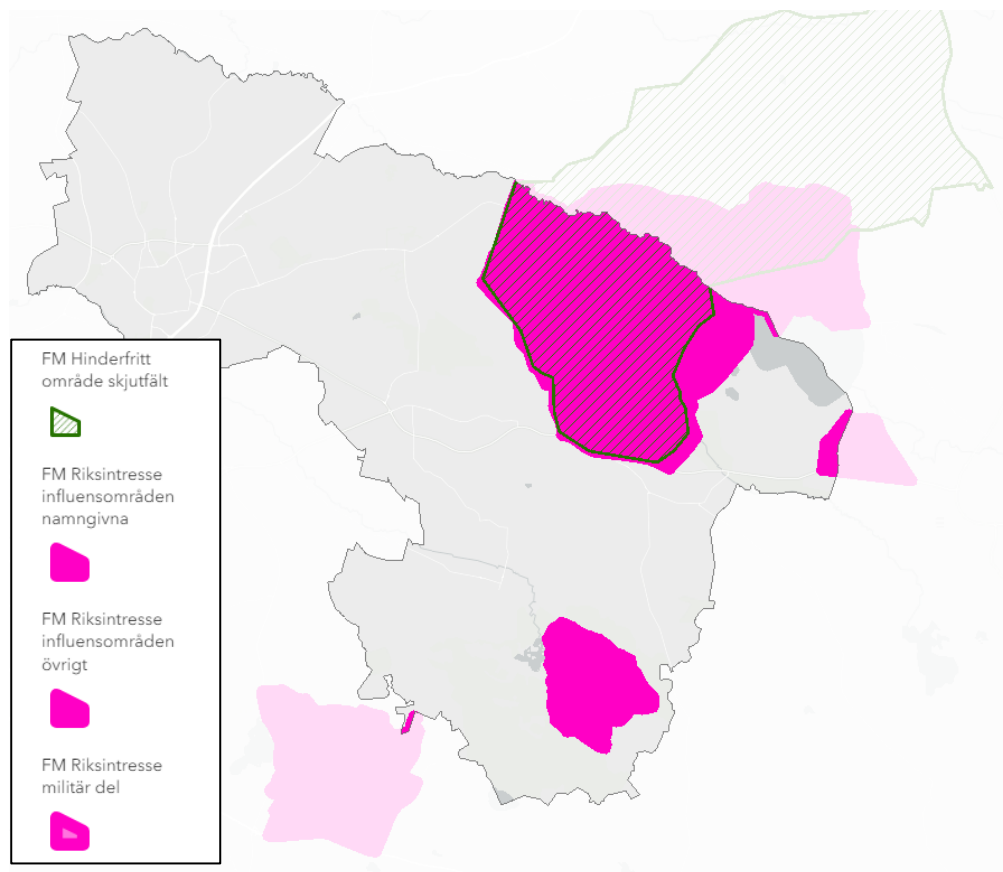 FM Hinderfritt
område skjutfält
FM Riksintresse
influensområden
namngivna
FM Riksintresse
influensområden
övrigt
FM Riksintresse
militär del